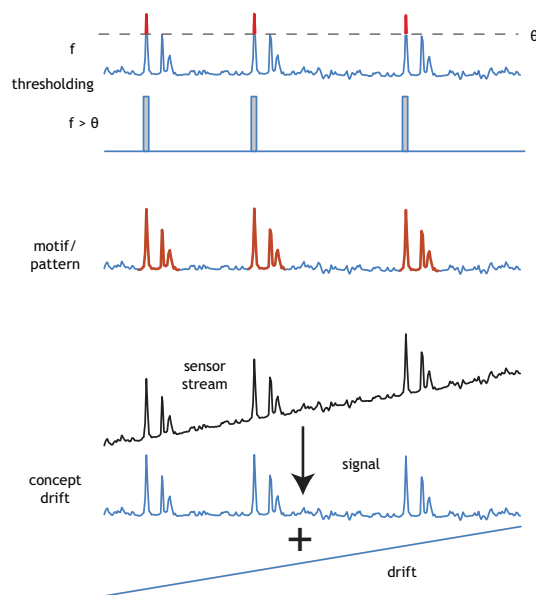 θ
f
thresholding
f > θ
motif/
pattern
sensor
stream
signal
concept
drift
+
drift